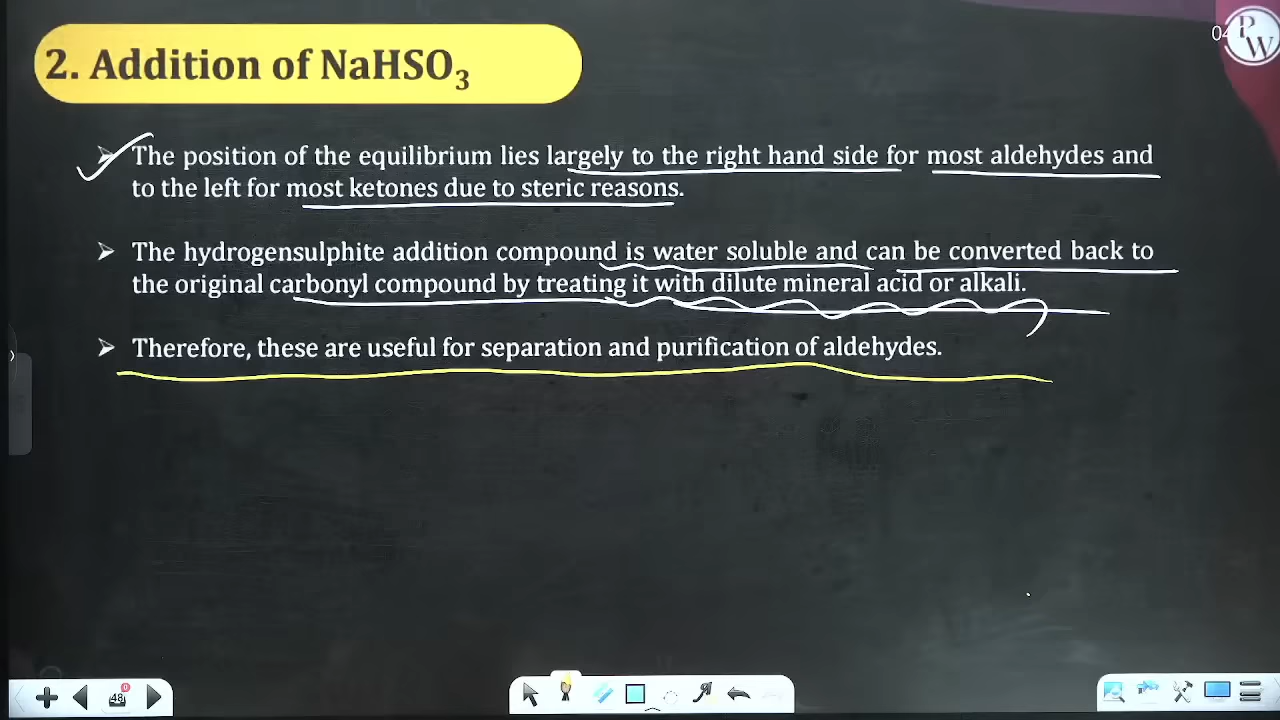 2. Addition of NaHSO₃
➤ The position of the equilibrium lies largely to the right hand side for most aldehydes and
to the left for most ketones due to steric reasons.
➤ The hydrogensulphite addition compound is water soluble and can be converted back to
the original carbonyl compound by treating it with dilute mineral acid or alkali.
➤ Therefore, these are useful for separation and purification of aldehydes.
PW
48